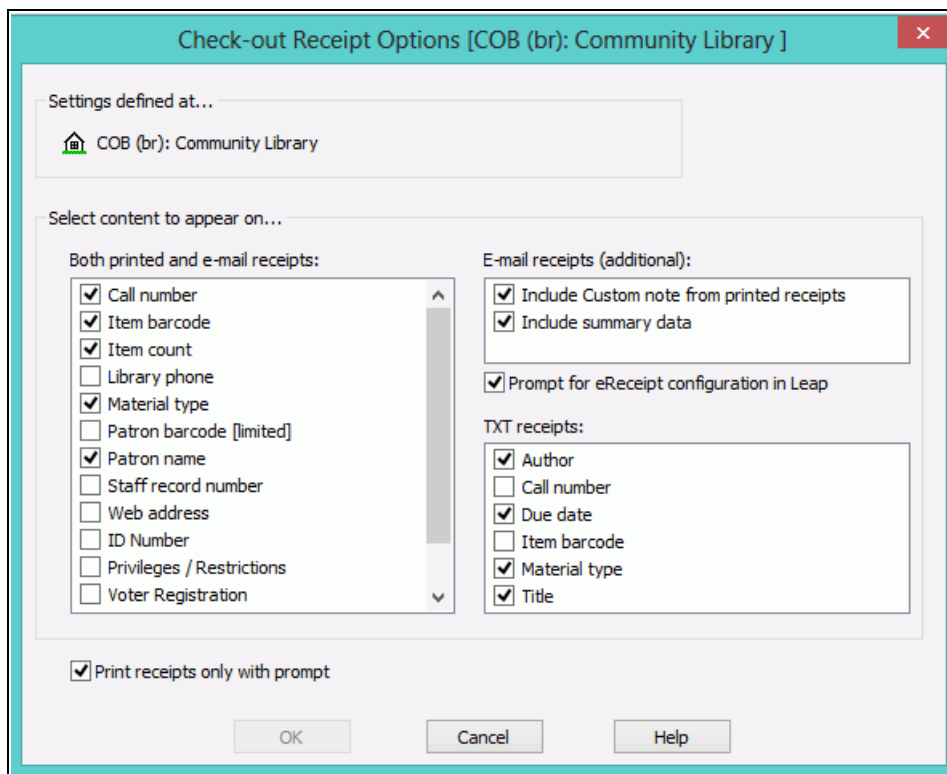 Check-out Receipt Options [COB (br): Community Library ]
Settings defined at...
COB (br): Community Library
Select content to appear on...
Both printed and e-mail receipts:
Call number
Item barcode
Item count
Library phone
Material type
Patron barcode [limited]
Patron name
Staff record number
Web address
ID Number
Privileges / Restrictions
Voter Registration
E-mail receipts (additional):
Include Custom note from printed receipts
Include summary data
Prompt for eReceipt configuration in Leap
TXT receipts:
Author
Call number
Due date
Item barcode
Material type
Title
Print receipts only with prompt
OK
Cancel
Help